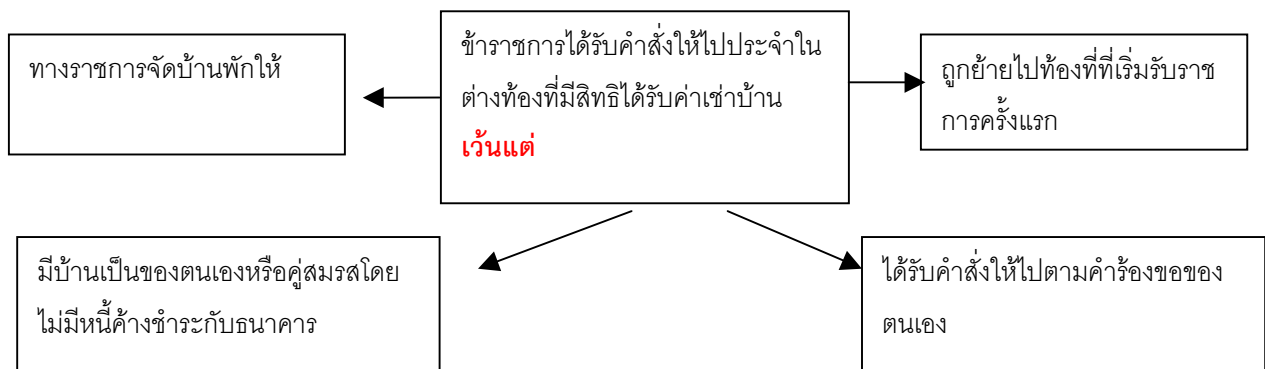 ทางราชการจัดบ้านพักให้
ข้าราชการได้รับคำสั่งให้ไปประจำใน
ต่างท้องที่มีสิทธิได้รับค่าเช่าบ้าน
เว้นแต่
ถูกย้ายไปท้องที่ที่เริ่มรับราช
การครั้งแรก
มีบ้านเป็นของตนเองหรือคู่สมรสโดย
ไม่มีหนี้ค้างชำระกับธนาคาร
ได้รับคำสั่งให้ไปตามคำร้องขอของ
ตนเอง